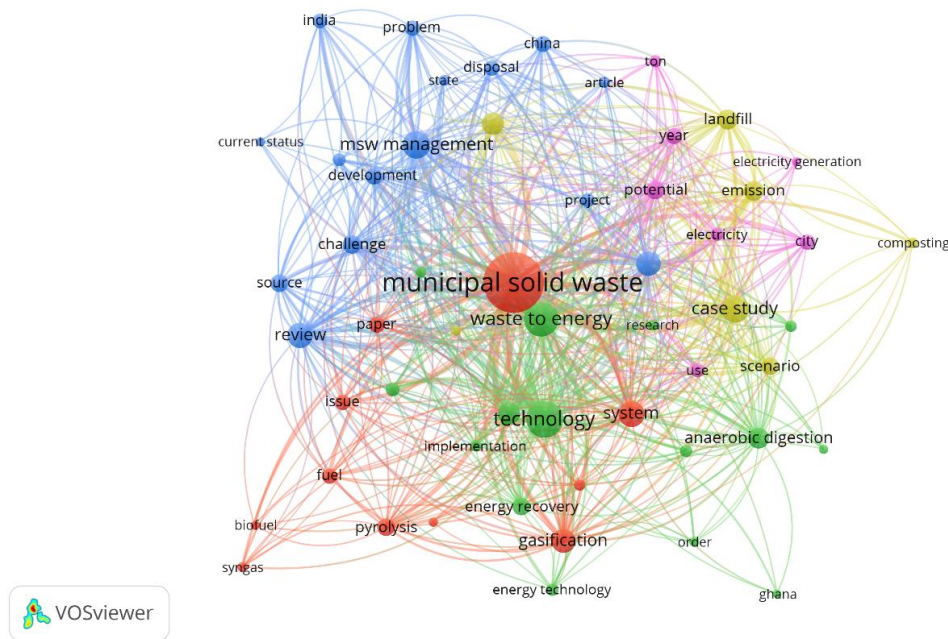 india
problem
china
ton
disposal
state
article
landfill
year
current status
msw management
electricity generation
development
potential
emission
project
electricity
challenge
city
composting
source
municipal solid waste
case study
waste to energy
research
paper
review
scenario
use
issue
technology
system
anaerobic digestion
implementation
fuel
energy recovery
biofuel
pyrolysis
gasification
order
syngas
energy technology
ghana
VOSviewer